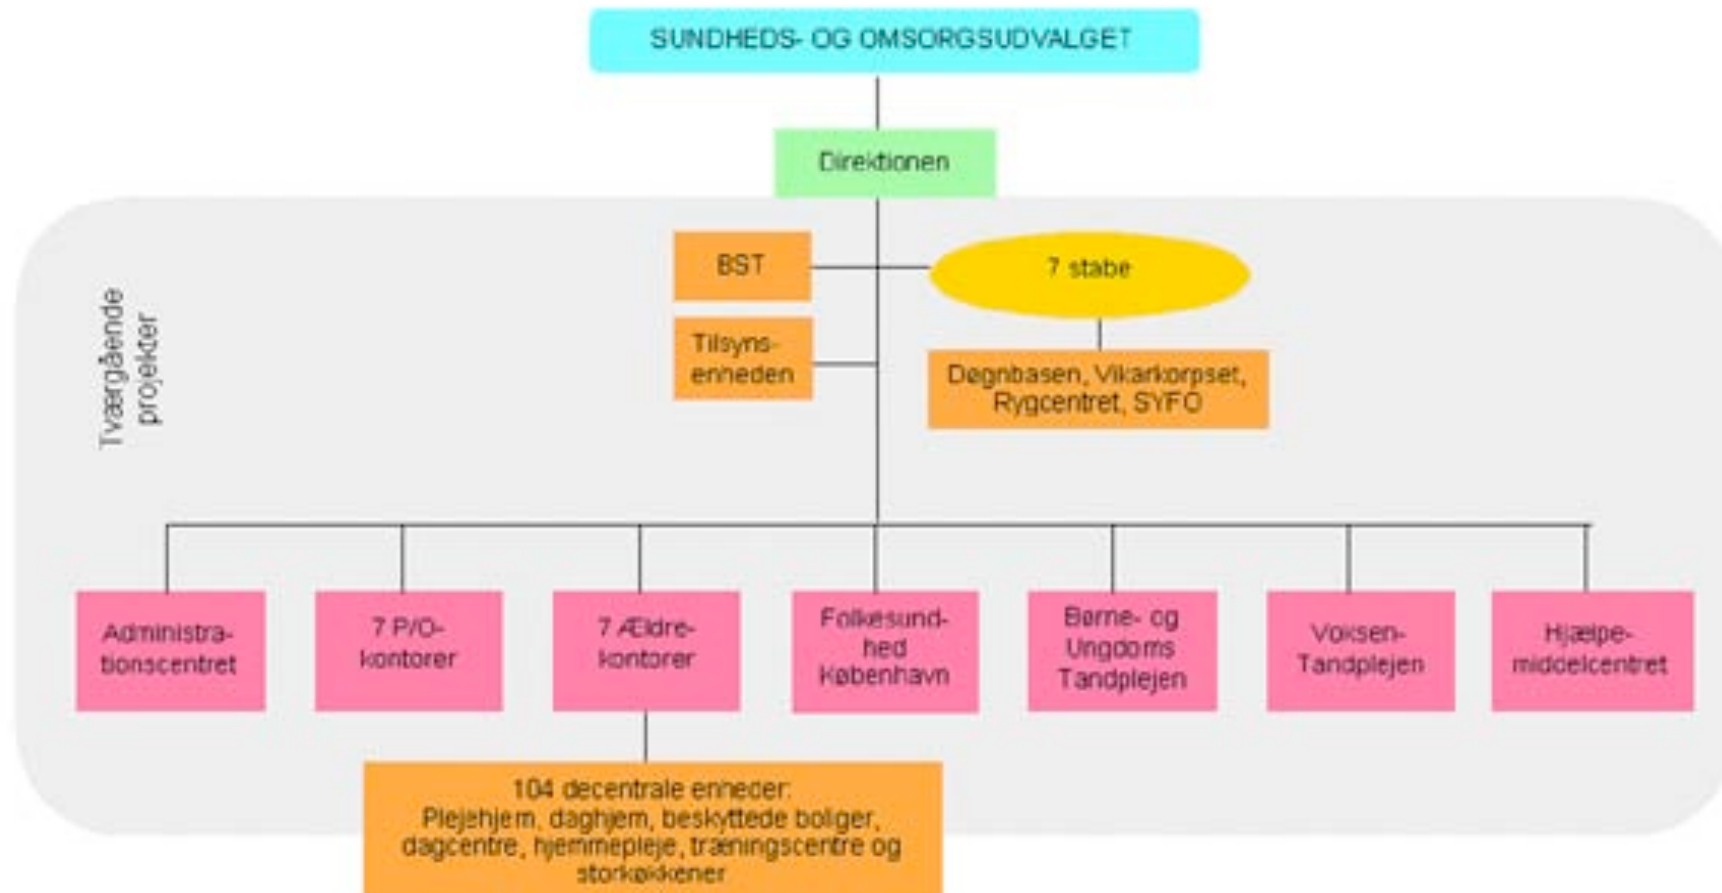 SUNDHEDS- OG OMSORGSUDVALGET
Direktionen
BST
7 stabe
Tilsyns-
enheden
Døgnbasen, Vikarkorpset,
Rygcentret, SYFO
Tværgående
projekter
Administra-
tionscentret
7 P/O-
kontorer
7 Ældre-
kontorer
Folkesund-
hed
København
Børne- og
Ungdoms
Tandplejen
Voksen-
Tandplejen
Hjælpe-
middelcentret
104 decentrale enheder:
Plejehjem, daghjem, beskyttede boliger,
dagcentre, hjemmepleje, træningscentre og
storkøkkener